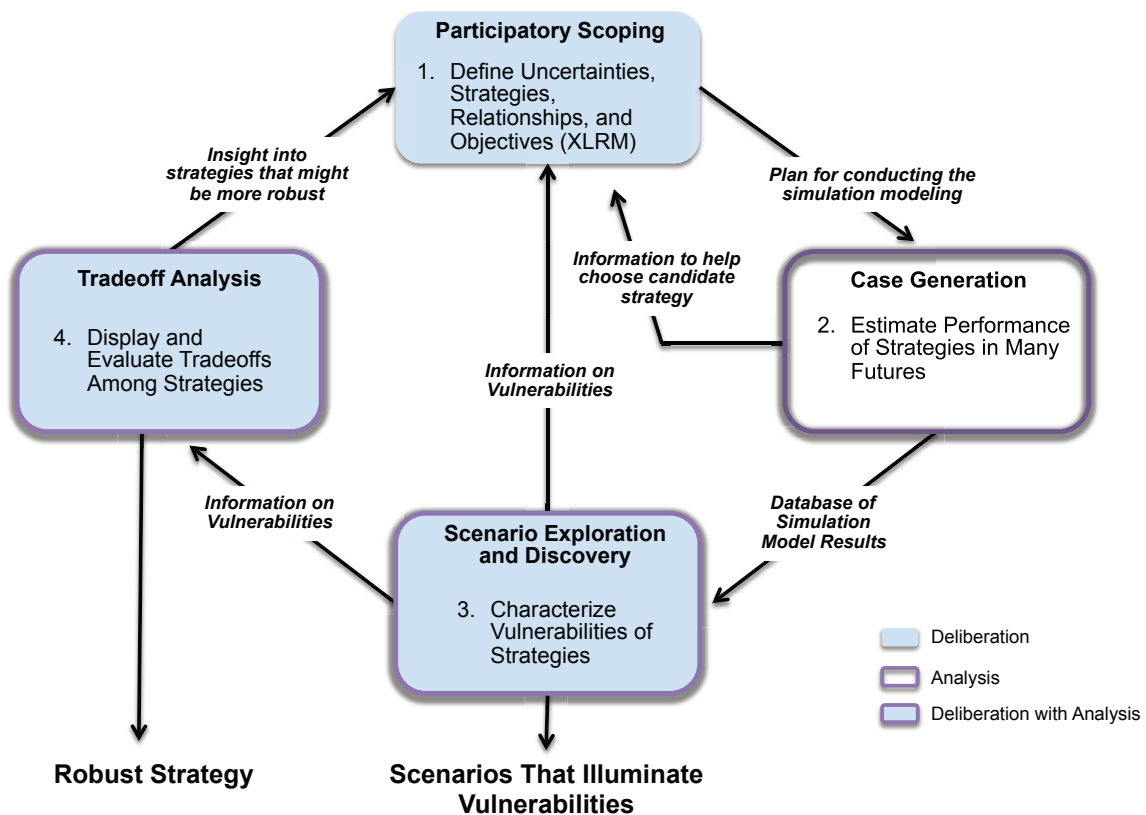 Participatory Scoping
1. Define Uncertainties,
Strategies,
Relationships, and
Objectives (XLRM)
Insight into
strategies that might
be more robust
Plan for conducting the
simulation modeling
Tradeoff Analysis
4. Display and
Evaluate Tradeoffs
Among Strategies
Information to help
choose candidate
strategy
Case Generation
2. Estimate Performance
of Strategies in Many
Futures
Information on
Vulnerabilities
Information on
Vulnerabilities
Database of
Simulation
Model Results
Scenario Exploration
and Discovery
3. Characterize
Vulnerabilities of
Strategies
Deliberation
Analysis
Deliberation with Analysis
Robust Strategy
Scenarios That Illuminate
Vulnerabilities